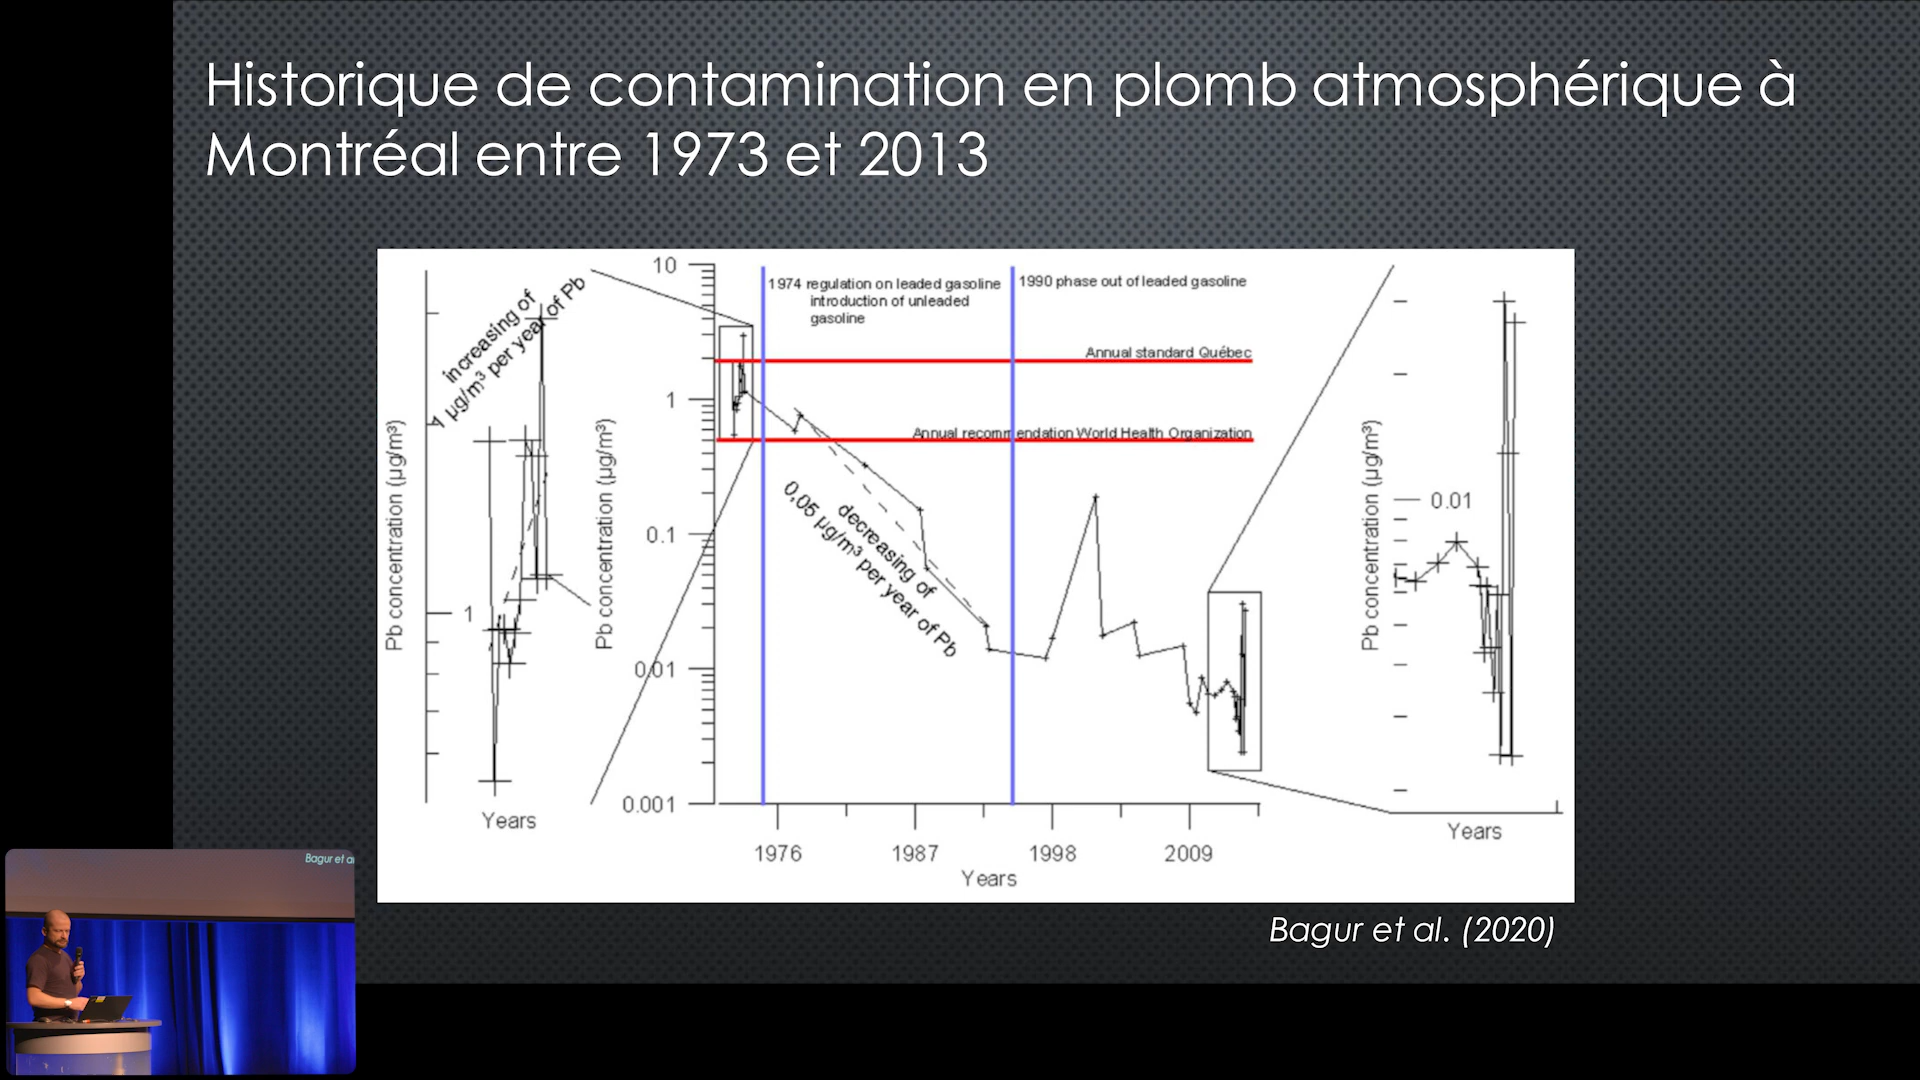 Historique de contamination en plomb atmosphérique à
Montréal entre 1973 et 2013
increasing of
1 µg/m³ per year of Pb
Pb concentration (µg/m³)
1
Years
10
1
0.1
0.01
0.001
Pb concentration (µg/m³)
1974 regulation on leaded gasoline
introduction of unleaded
gasoline
1990 phase out of leaded gasoline
Annual standard Québec
Annual recommendation World Health Organization
decreasing of
0,05 µg/m³ per year of Pb
1976 1987 1998 2009
Years
Pb concentration (µg/m³)
0.01
Years
Bagur et al. (2020)
Bagur et a